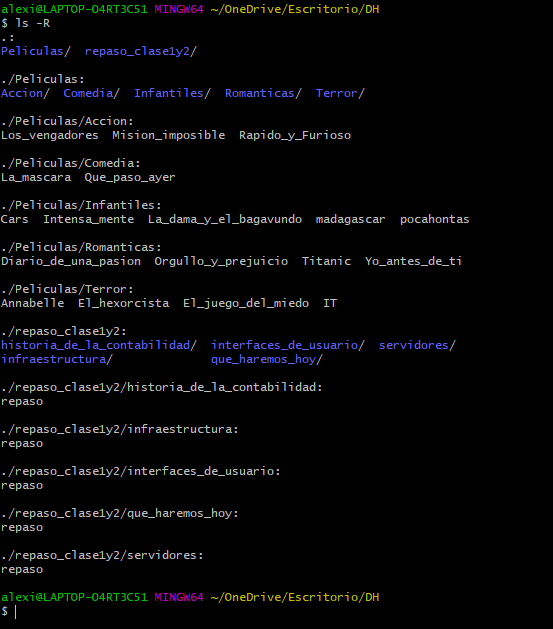 alexi@LAPTOP-O4RT3C51 MINGW64 ~/OneDrive/Escritorio/DH
$ ls -R
.:
Peliculas/  repaso_clase1y2/

./Peliculas:
Accion/  Comedia/  Infantiles/  Romanticas/  Terror/

./Peliculas/Accion:
Los_vengadores  Mision_imposible  Rapido_y_Furioso

./Peliculas/Comedia:
La_mascara  Que_paso_ayer

./Peliculas/Infantiles:
Cars  Intensa_mente  La_dama_y_el_bagavundo  madagascar  pocahontas

./Peliculas/Romanticas:
Diario_de_una_pasion  Orgullo_y_prejuicio  Titanic  Yo_antes_de_ti

./Peliculas/Terror:
Annabelle  El_hexorcista  El_juego_del_miedo  IT

./repaso_clase1y2:
historia_de_la_contabilidad/  interfaces_de_usuario/  servidores/
infraestructura/              que_haremos_hoy/

./repaso_clase1y2/historia_de_la_contabilidad:
repaso

./repaso_clase1y2/infraestructura:
repaso

./repaso_clase1y2/interfaces_de_usuario:
repaso

./repaso_clase1y2/que_haremos_hoy:
repaso

./repaso_clase1y2/servidores:
repaso

alexi@LAPTOP-O4RT3C51 MINGW64 ~/OneDrive/Escritorio/DH
$